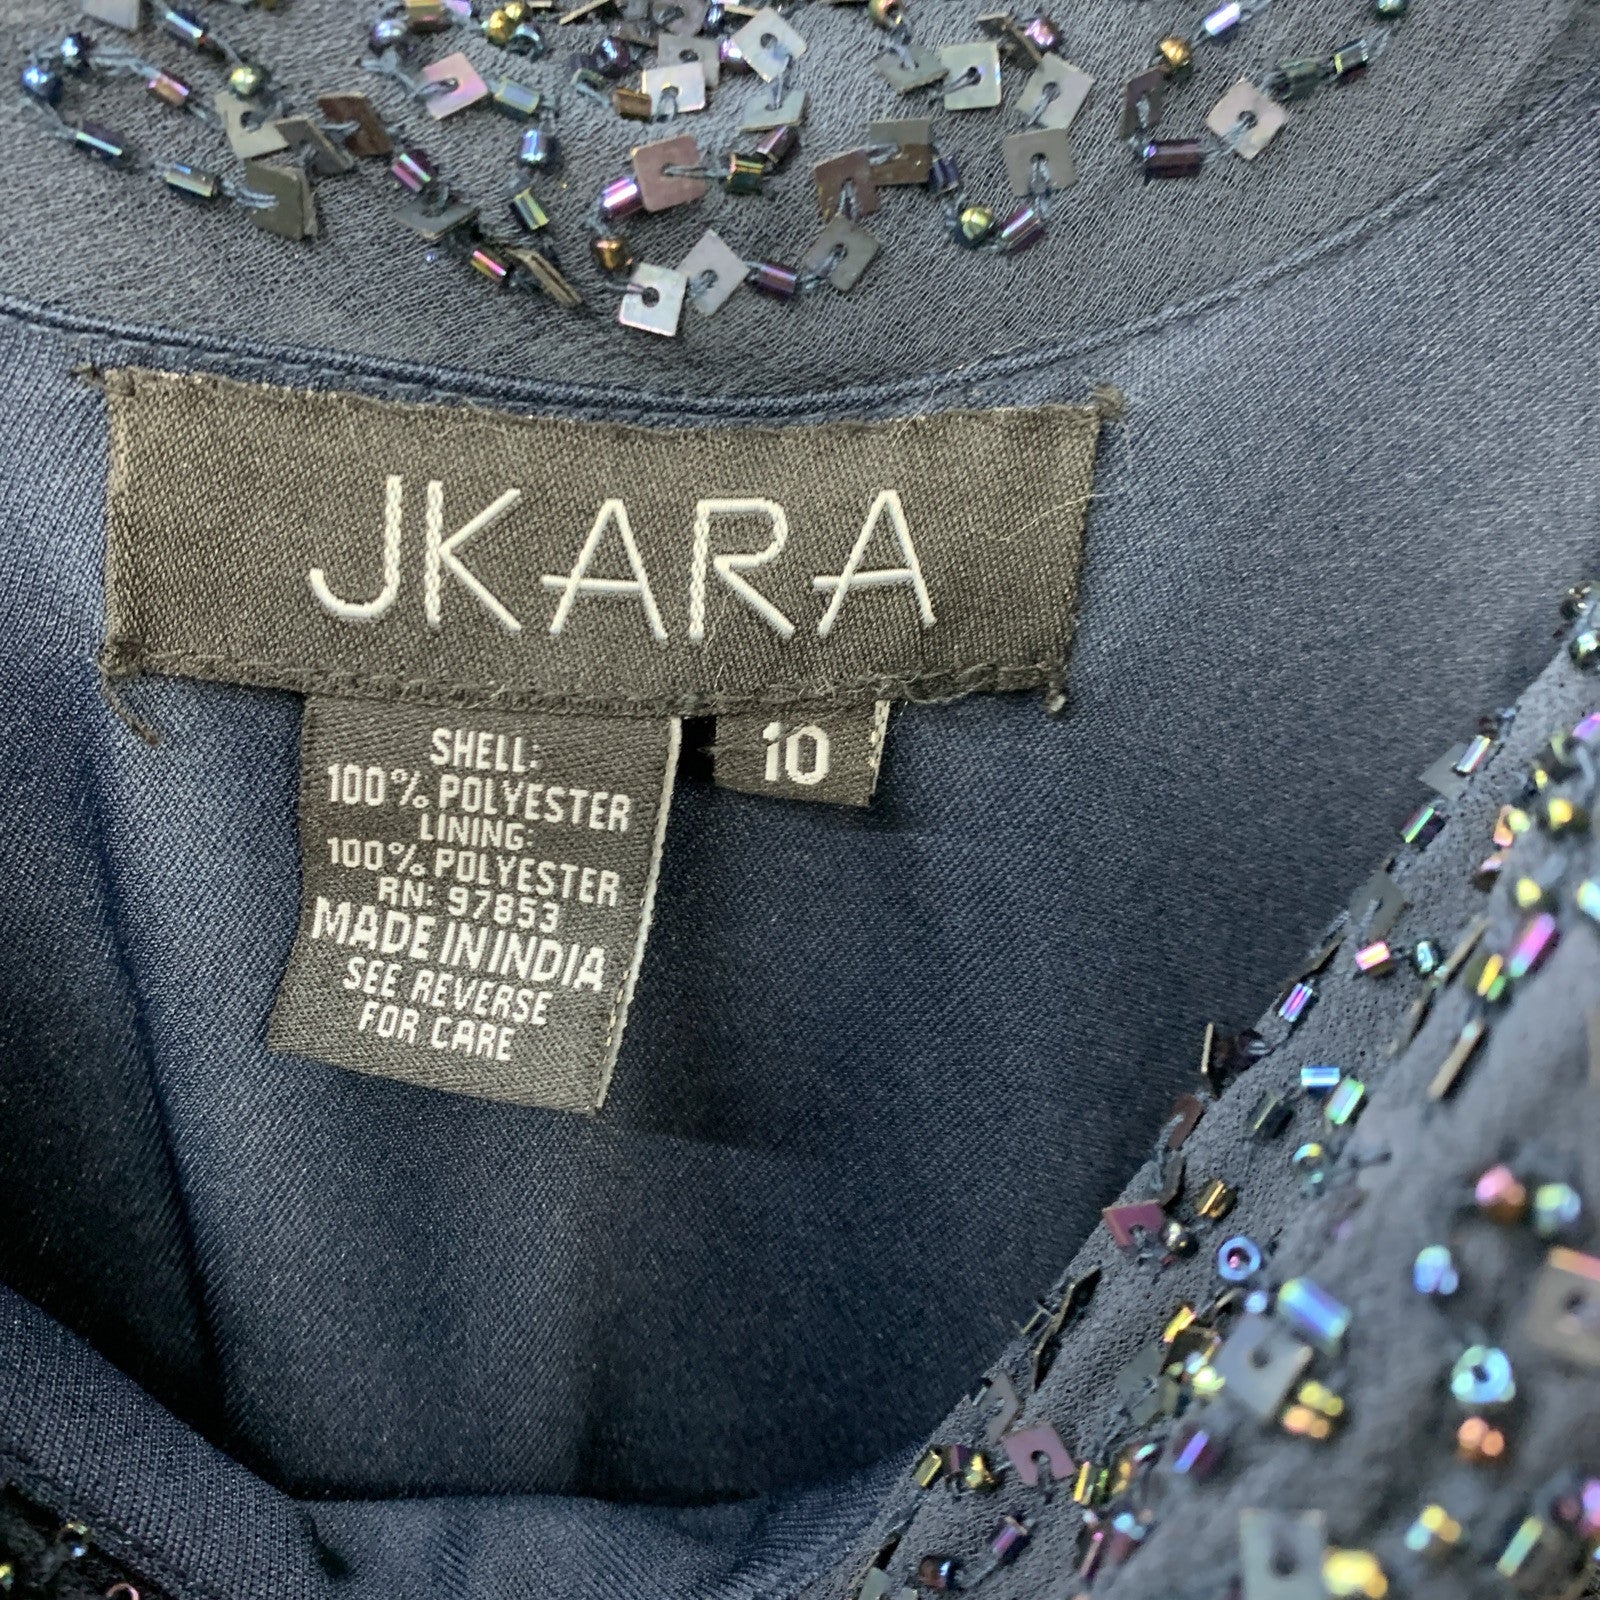 JKARA
SHELL:
100% POLYESTER
LINING:
100% POLYESTER
RN: 97853
MADE IN INDIA
SEE REVERSE
FOR CARE
10